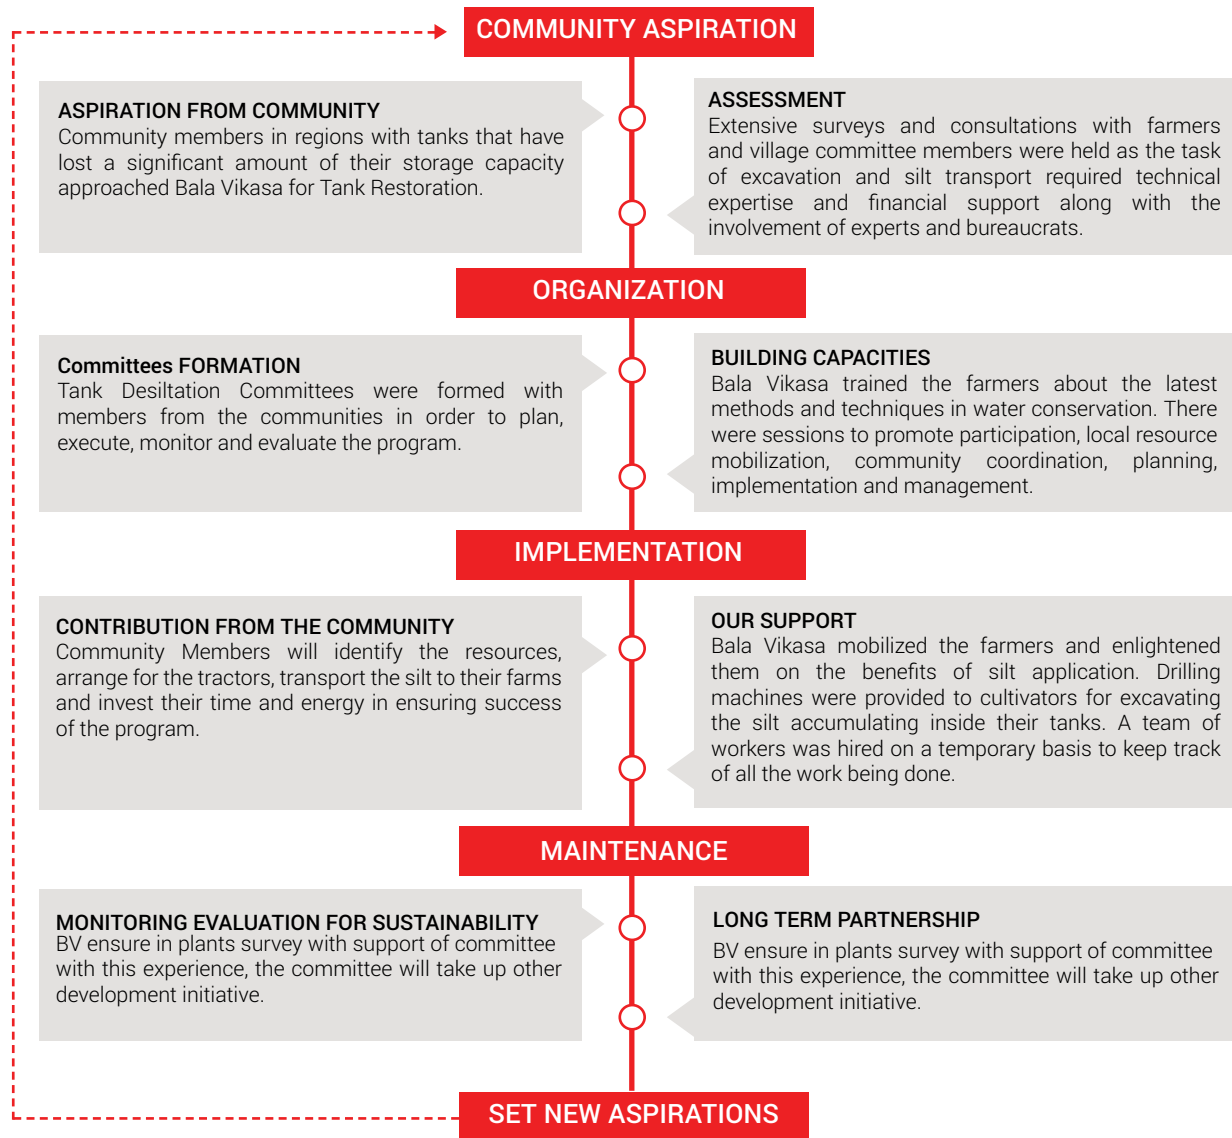 COMMUNITY ASPIRATION
ASPIRATION FROM COMMUNITY
Community members in regions with tanks that have
lost a significant amount of their storage capacity
approached Bala Vikasa for Tank Restoration.
ASSESSMENT
Extensive surveys and consultations with farmers
and village committee members were held as the task
of excavation and silt transport required technical
expertise and financial support along with the
involvement of experts and bureaucrats.
ORGANIZATION
Committees FORMATION
Tank Desiltation Committees were formed with
members from the communities in order to plan,
execute, monitor and evaluate the program.
BUILDING CAPACITIES
Bala Vikasa trained the farmers about the latest
methods and techniques in water conservation. There
were sessions to promote participation, local resource
mobilization, community coordination, planning,
implementation and management.
IMPLEMENTATION
CONTRIBUTION FROM THE COMMUNITY
Community Members will identify the resources,
arrange for the tractors, transport the silt to their farms
and invest their time and energy in ensuring success
of the program.
OUR SUPPORT
Bala Vikasa mobilized the farmers and enlightened
them on the benefits of silt application. Drilling
machines were provided to cultivators for excavating
the silt accumulating inside their tanks. A team of
workers was hired on a temporary basis to keep track
of all the work being done.
MAINTENANCE
MONITORING EVALUATION FOR SUSTAINABILITY
BV ensure in plants survey with support of committee
with this experience, the committee will take up other
development initiative.
LONG TERM PARTNERSHIP
BV ensure in plants survey with support of committee
with this experience, the committee will take up other
development initiative.
SET NEW ASPIRATIONS